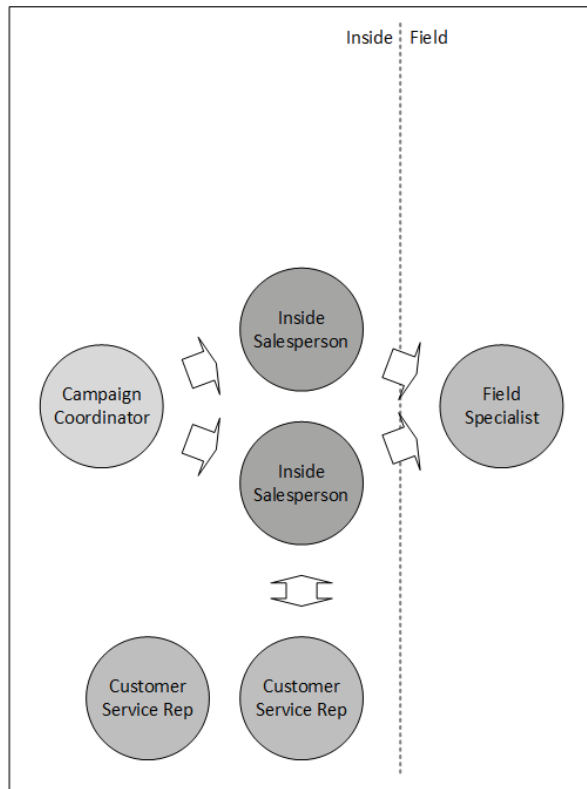 Inside Field
Inside
Salesperson
Campaign
Coordinator
Field
Specialist
Inside
Salesperson
Customer
Service Rep
Customer
Service Rep